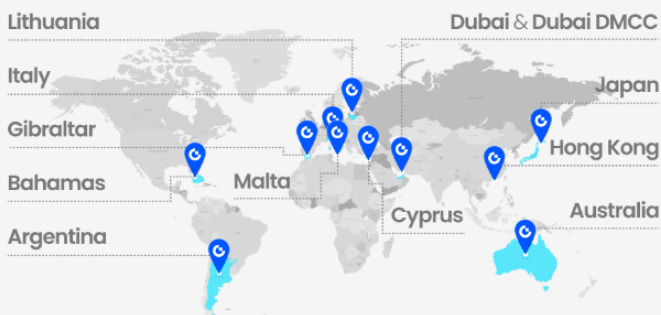 Lithuania
Dubai & Dubai DMCC
Italy
Japan
Gibraltar
Hong Kong
Bahamas
Malta
Cyprus
Australia
Argentina